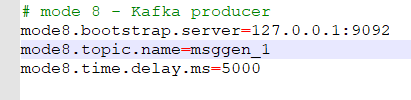 # mode 8 - Kafka producer
mode8.bootstrap.server=127.0.0.1:9092
mode8.topic.name=msggen_1
mode8.time.delay.ms=5000